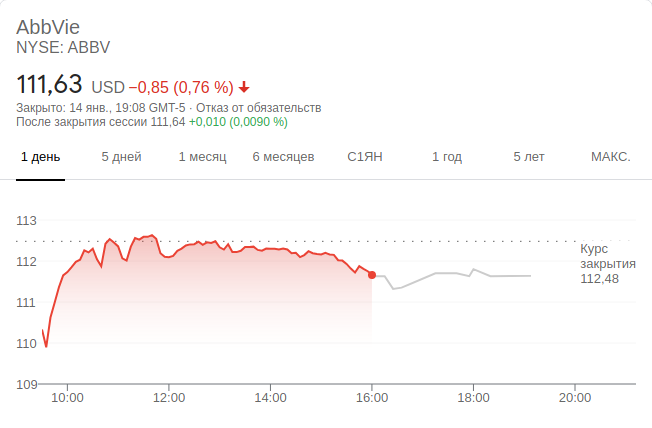 AbbVie
NYSE: ABBV
111,63 USD −0,85 (0,76 %)
Закрыто: 14 янв., 19:08 GMT-5 · Отказ от обязательств
После закрытия сессии 111,64 +0,010 (0,0090 %)
1 день 5 дней 1 месяц 6 месяцев С1ЯН 1 год 5 лет МАКС.
113
112
111
110
109
Курс
закрытия
112,48
10:00 12:00 14:00 16:00 18:00 20:00